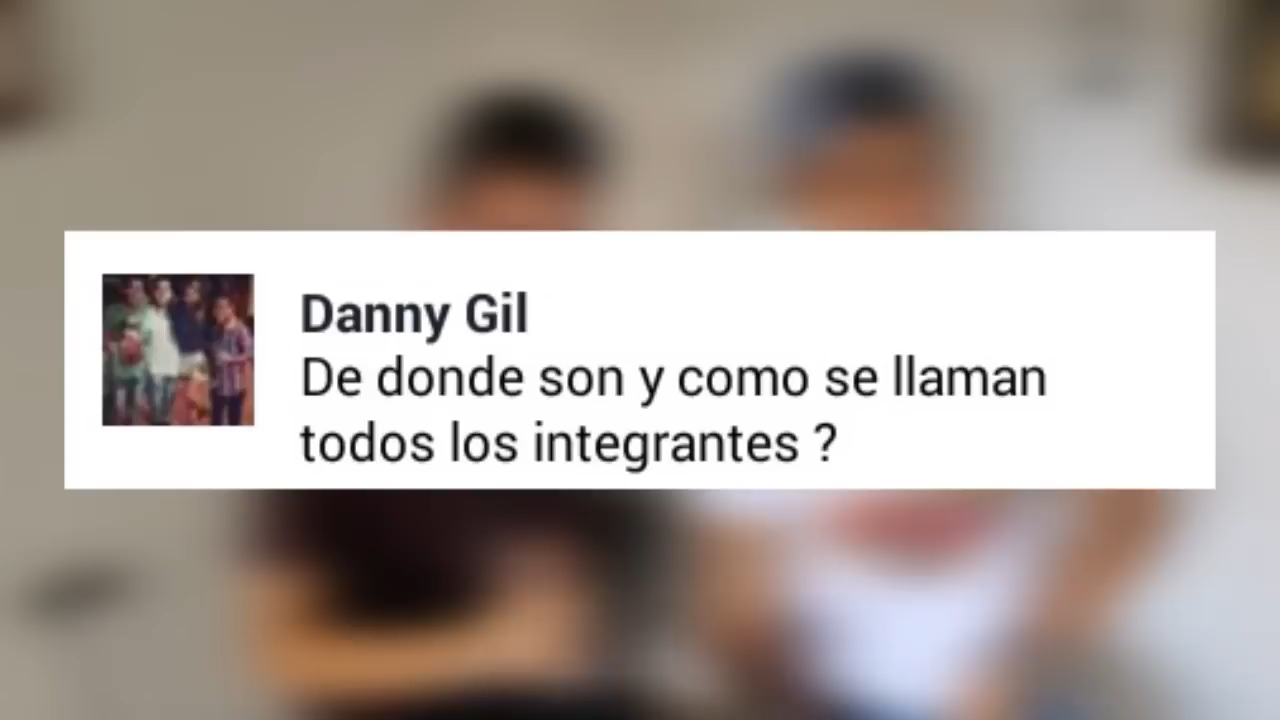 Danny Gil
De donde son y como se llaman
todos los integrantes ?